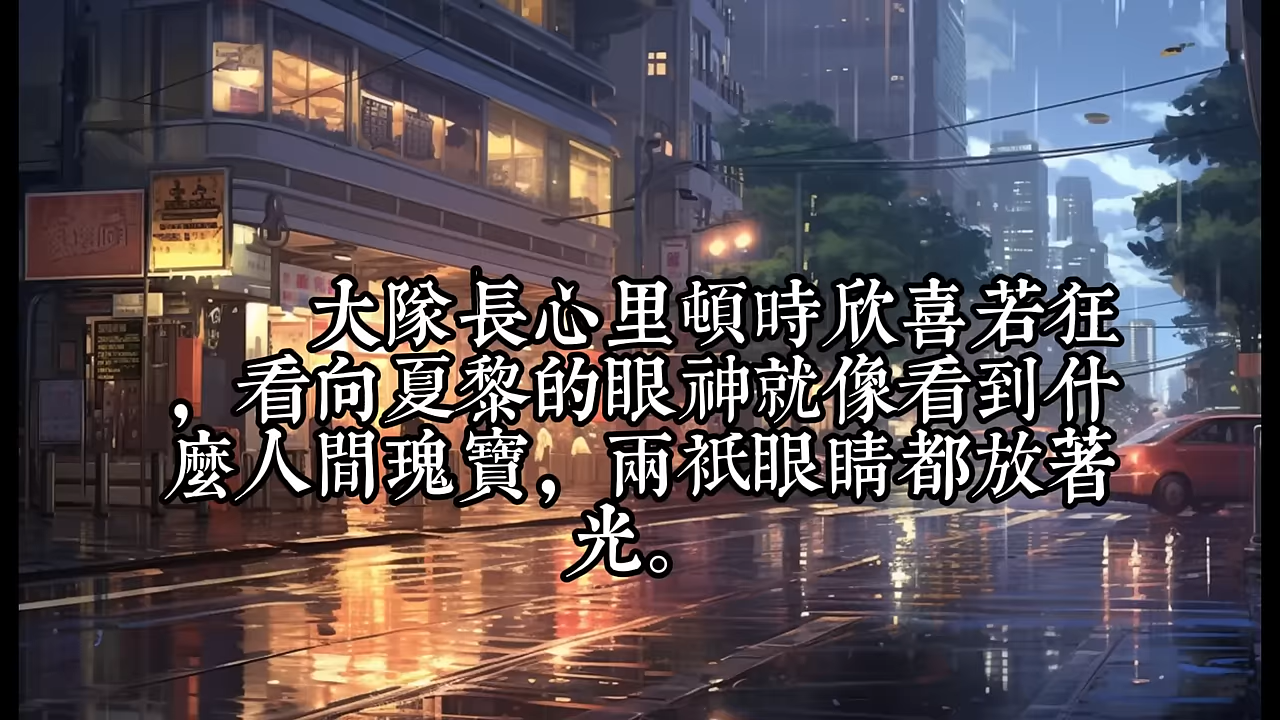 大隊長心里頓時欣喜若狂
，看向夏黎的眼神就像看到什
麼人間瑰寶，兩衹眼睛都放著
光。